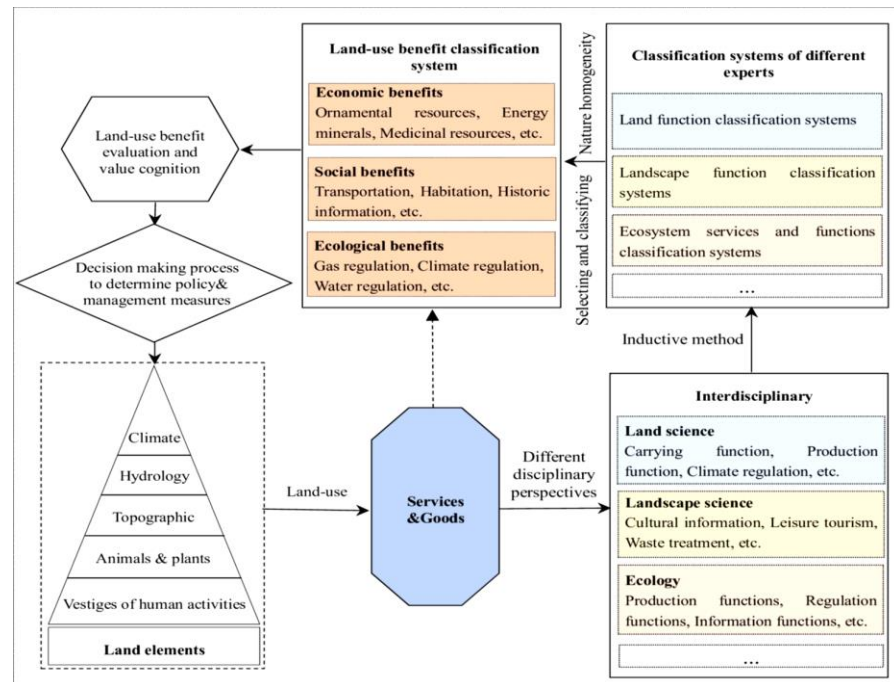 Land-use benefit classification
system
Economic benefits
Ornamental resources, Energy
minerals, Medicinal resources, etc.
Social benefits
Transportation, Habitation, Historic
information, etc.
Ecological benefits
Gas regulation, Climate regulation,
Water regulation, etc.
Nature homogeneity
Selecting and classifying
Classification systems of different
experts
Land function classification systems
Landscape function classification
systems
Ecosystem services and functions
classification systems
...
Land-use benefit
evaluation and
value cognition
Decision making process
to determine policy&
management measures
Inductive method
Climate
Hydrology
Topographic
Animals & plants
Vestiges of human activities
Land elements
Land-use
Services
&Goods
Different
disciplinary
perspectives
Interdisciplinary
Land science
Carrying function, Production
function, Climate regulation, etc.
Landscape science
Cultural information, Leisure tourism,
Waste treatment, etc.
Ecology
Production functions, Regulation
functions, Information functions, etc.
...